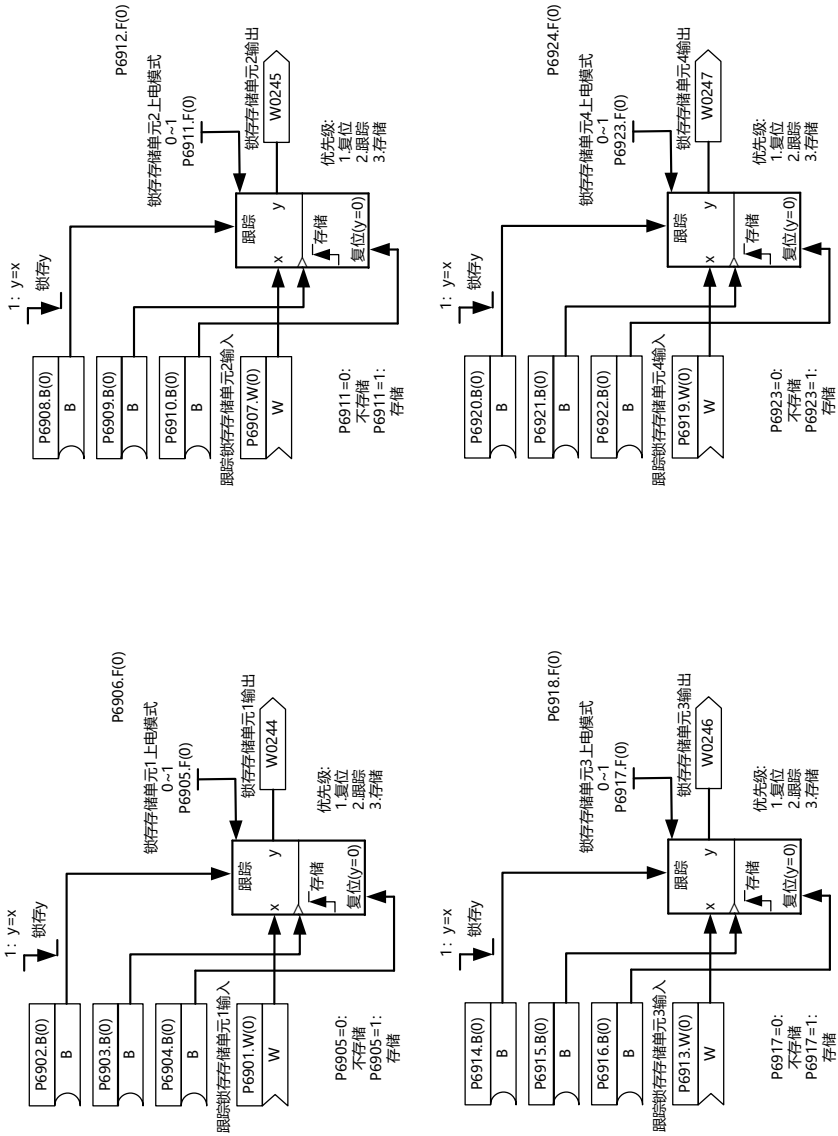 1: y=x
锁存y
P6902.B(0)
B
P6903.B(0)
B
P6904.B(0)
B
跟踪锁存存储单元1输入
P6901.W(0)
W
P6905=0:
不存储
P6905=1:
存储
跟踪
x
y
存储
复位(y=0)
锁存存储单元1上电模式
0~1
P6905.F(0)
P6906.F(0)
锁存存储单元1输出
W0244
优先级:
1.复位
2.跟踪
3.存储
1: y=x
锁存y
P6908.B(0)
B
P6909.B(0)
B
P6910.B(0)
B
跟踪锁存存储单元2输入
P6907.W(0)
W
P6911=0:
不存储
P6911=1:
存储
跟踪
x
y
存储
复位(y=0)
锁存存储单元2上电模式
0~1
P6911.F(0)
P6912.F(0)
锁存存储单元2输出
W0245
优先级:
1.复位
2.跟踪
3.存储
1: y=x
锁存y
P6914.B(0)
B
P6915.B(0)
B
P6916.B(0)
B
跟踪锁存存储单元3输入
P6913.W(0)
W
P6917=0:
不存储
P6917=1:
存储
跟踪
x
y
存储
复位(y=0)
锁存存储单元3上电模式
0~1
P6917.F(0)
P6918.F(0)
锁存存储单元3输出
W0246
优先级:
1.复位
2.跟踪
3.存储
1: y=x
锁存y
P6920.B(0)
B
P6921.B(0)
B
P6922.B(0)
B
跟踪锁存存储单元4输入
P6919.W(0)
W
P6923=0:
不存储
P6923=1:
存储
跟踪
x
y
存储
复位(y=0)
锁存存储单元4上电模式
0~1
P6923.F(0)
P6924.F(0)
锁存存储单元4输出
W0247
优先级:
1.复位
2.跟踪
3.存储